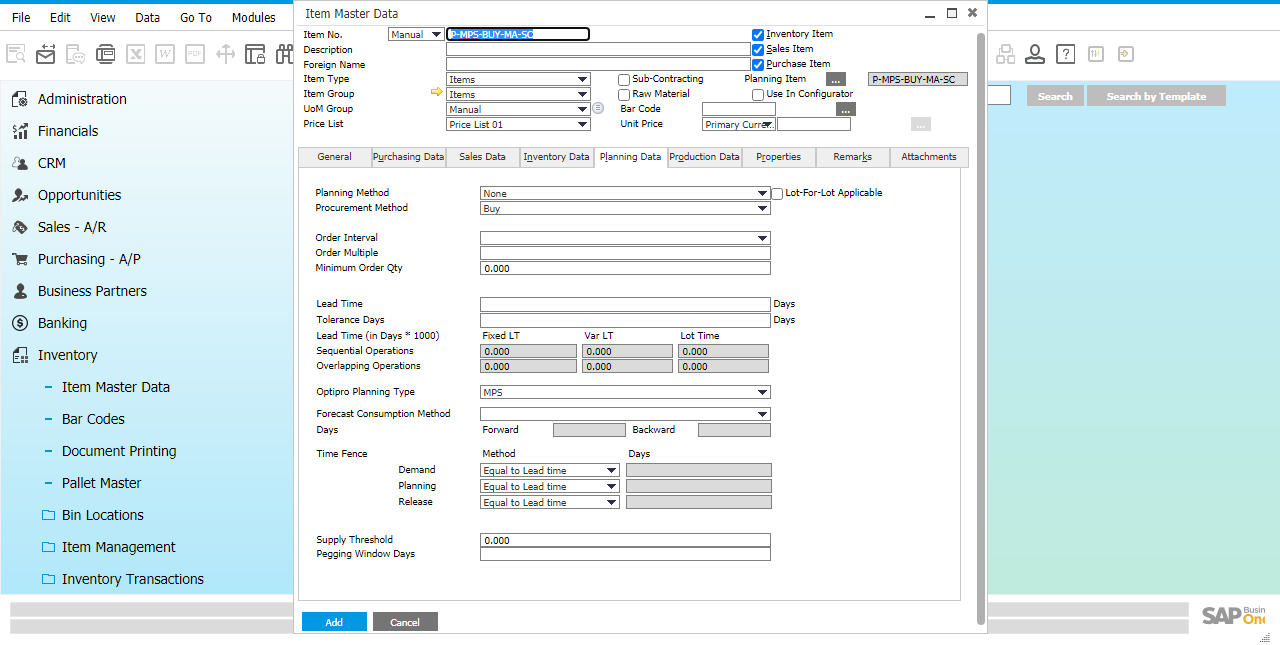 File Edit View Data Go To Modules
Item Master Data
Item No. Manual P-MPS-BUY-MA-SC Inventory Item
Description Sales Item
Foreign Name Purchase Item
Item Type Items Sub-Contracting Planning Item ... P-MPS-BUY-MA-SC
Item Group Items Raw Material Use In Configurator
UoM Group Manual Bar Code ...
Price List Price List 01 Unit Price Primary Curre... ...
Search Search by Template
General Purchasing Data Sales Data Inventory Data Planning Data Production Data Properties Remarks Attachments
Administration
Financials
CRM
Opportunities
Sales - A/R
Purchasing - A/P
Business Partners
Banking
Inventory
Item Master Data
Bar Codes
Document Printing
Pallet Master
Bin Locations
Item Management
Inventory Transactions
Planning Method None Lot-For-Lot Applicable
Procurement Method Buy
Order Interval
Order Multiple
Minimum Order Qty 0.000
Lead Time Days
Tolerance Days Days
Lead Time (in Days * 1000) Fixed LT Var LT Lot Time
Sequential Operations 0.000 0.000 0.000
Overlapping Operations 0.000 0.000 0.000
Optipro Planning Type MPS
Forecast Consumption Method
Days Forward Backward
Time Fence Method Days
Demand Equal to Lead time
Planning Equal to Lead time
Release Equal to Lead time
Supply Threshold 0.000
Pegging Window Days
Add Cancel
SAP Busin
One